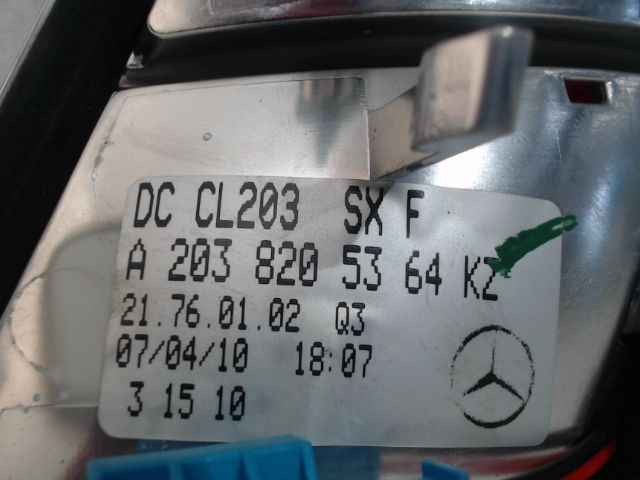 DC CL203 SX F
A 203 820 53 64 KZ
21.76.01.02 Q3
07/04/10 18:07
3 15 10